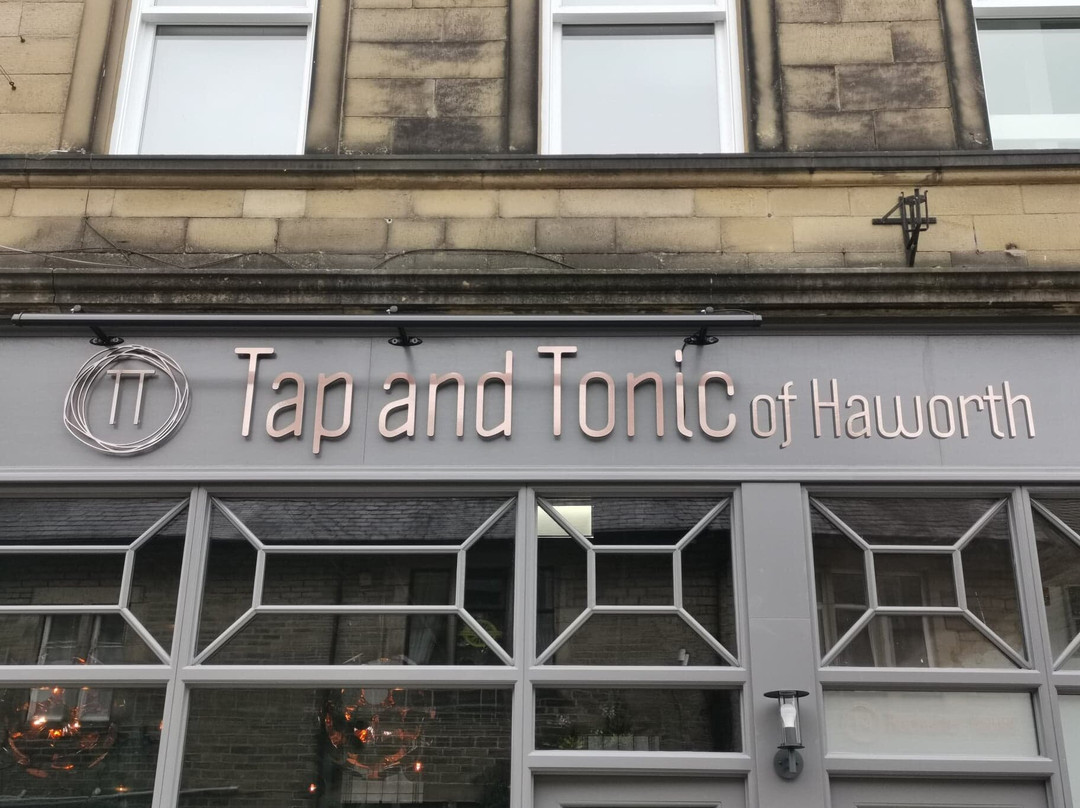 TT
Tap and Tonic of Haworth